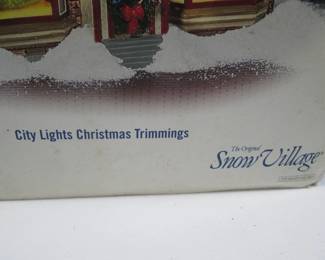 City Lights Christmas Trimmings
The Original
Snow Village